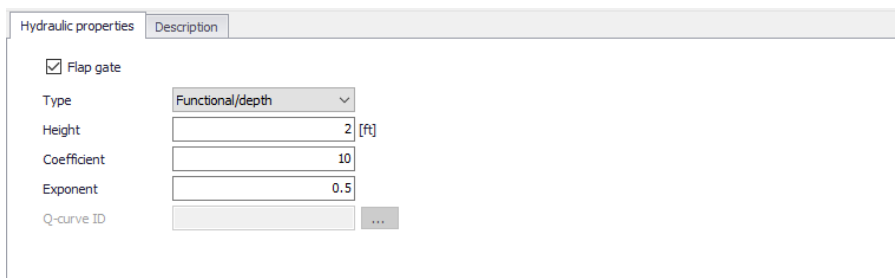 Hydraulic properties Description
Flap gate
Type Functional/depth
Height 2 [ft]
Coefficient 10
Exponent 0.5
Q-curve ID ...